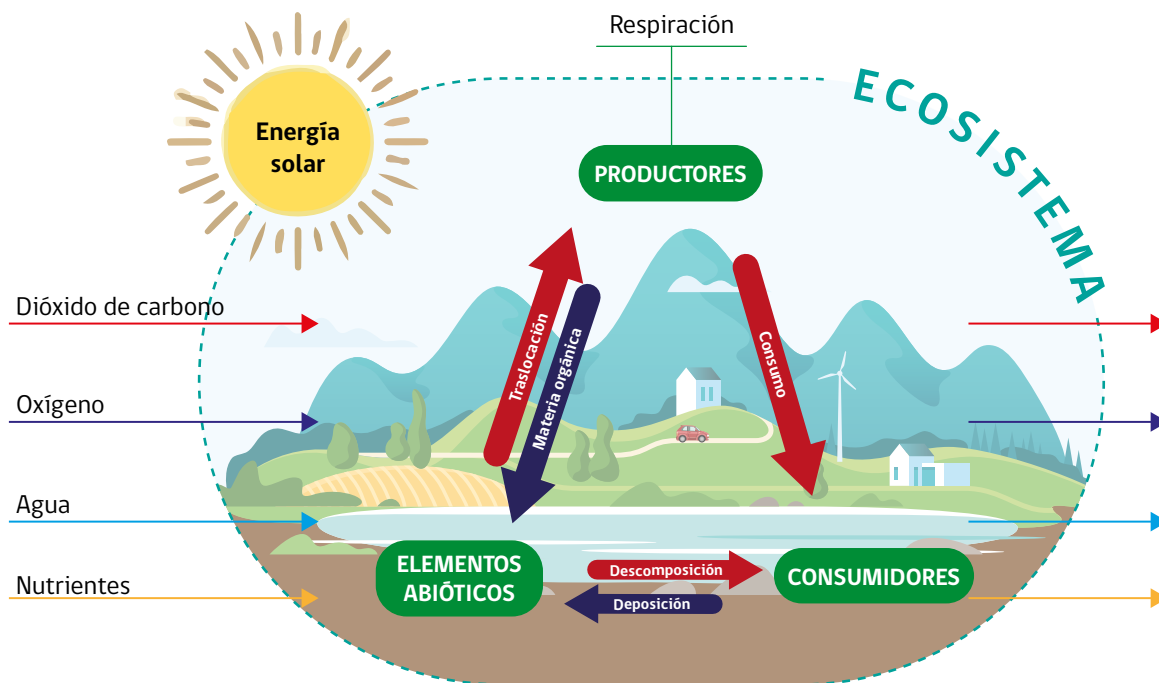 Respiración
ECOSISTEMA
Energía
solar
PRODUCTORES
Dióxido de carbono
Traslocación
Materia orgánica
Consumo
Oxígeno
Agua
ELEMENTOS
ABIÓTICOS
Descomposición
Deposición
CONSUMIDORES
Nutrientes